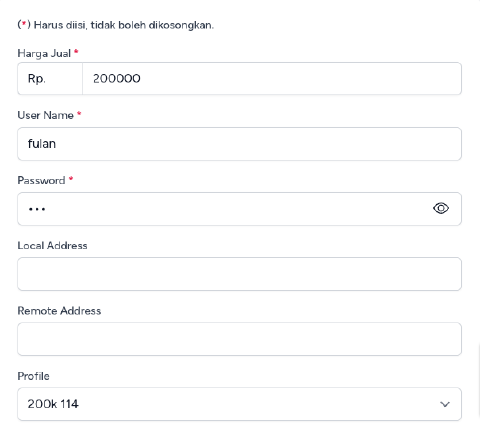 (*) Harus diisi, tidak boleh dikosongkan.
Harga Jual *
Rp. 200000
User Name *
fulan
Password *
•••
Local Address
Remote Address
Profile
200k 114